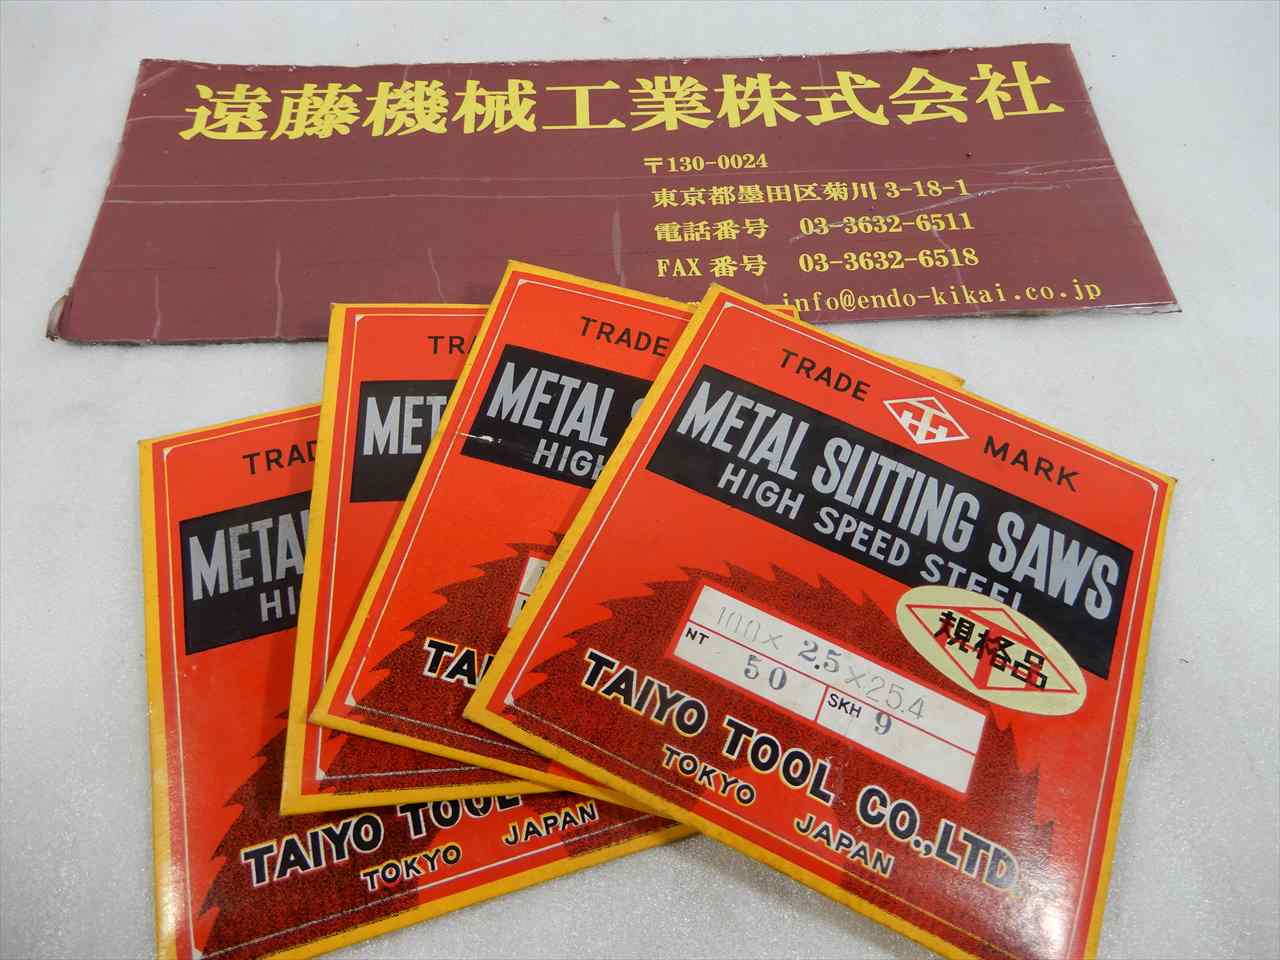 遠藤機械工業株式会社
〒130-0024
東京都墨田区菊川 3-18-1
電話番号 03-3632-6511
FAX 番号 03-3632-6518
info@endo-kikai.co.jp
TRADE MARK
METAL SLITTING SAWS
HIGH SPEED STEEL
規格品
100× 2.5×25.4
NT 50 SKH 9
TAIYO TOOL CO.,LTD.
TOKYO JAPAN
TRADE
METAL
HIGH
METAL
TAIYO TOOL
TOKYO JAPAN